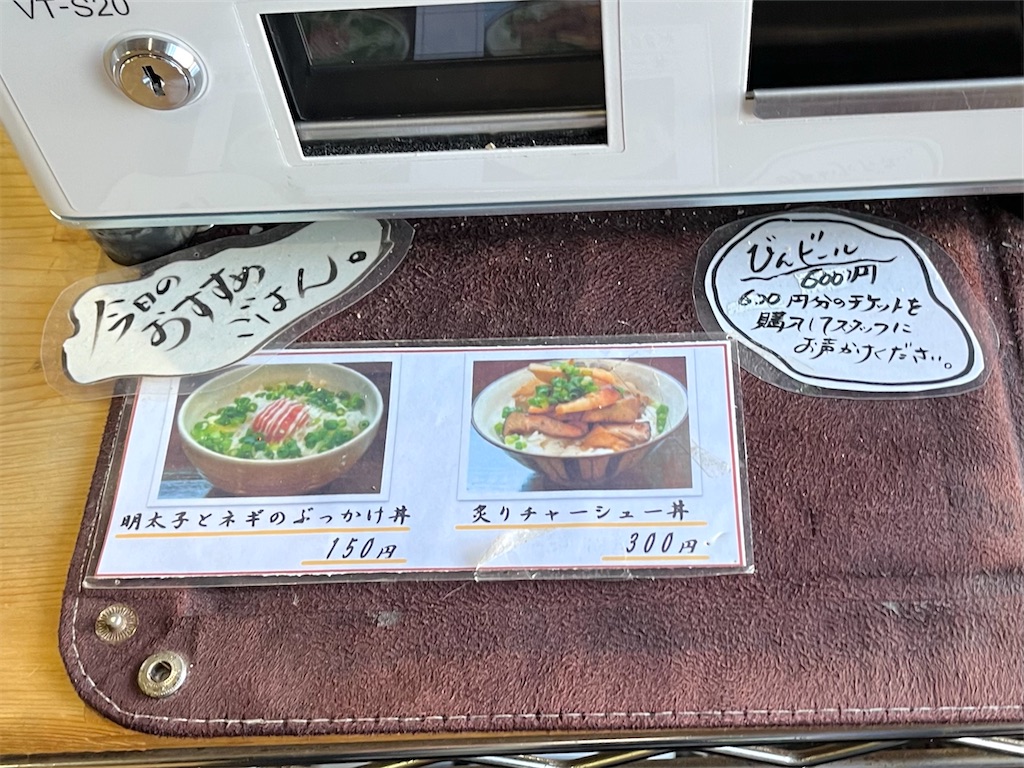 VT-S20
今日の
おすすめ
ごはん。
びんビール
600円
600円分のチケットを
購入してスタッフに
お声かけください。
明太子とネギのぶっかけ丼
150円
炙りチャーシュー丼
300円